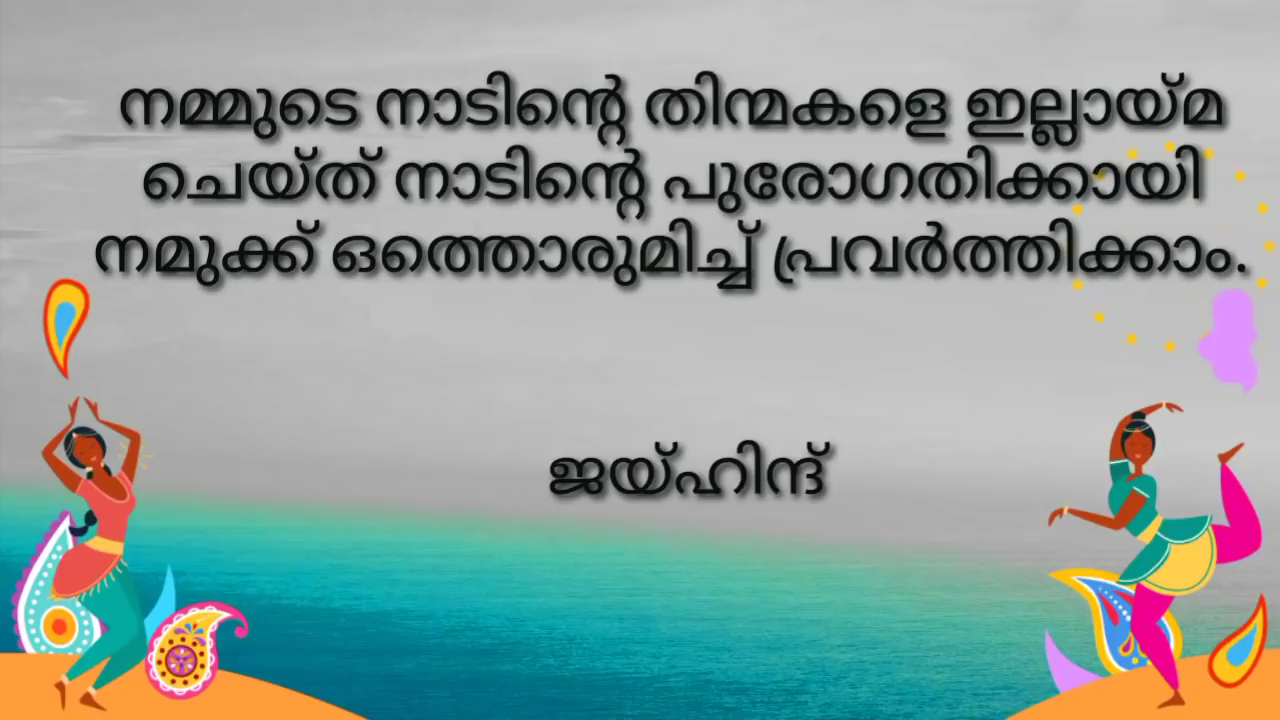 നമ്മുടെ നാടിന്റെ തിന്മകളെ ഇല്ലായ്മ
ചെയ്ത് നാടിന്റെ പുരോഗതിക്കായി
നമുക്ക് ഒത്തൊരുമിച്ച് പ്രവർത്തിക്കാം.
ജയ്ഹിന്ദ്